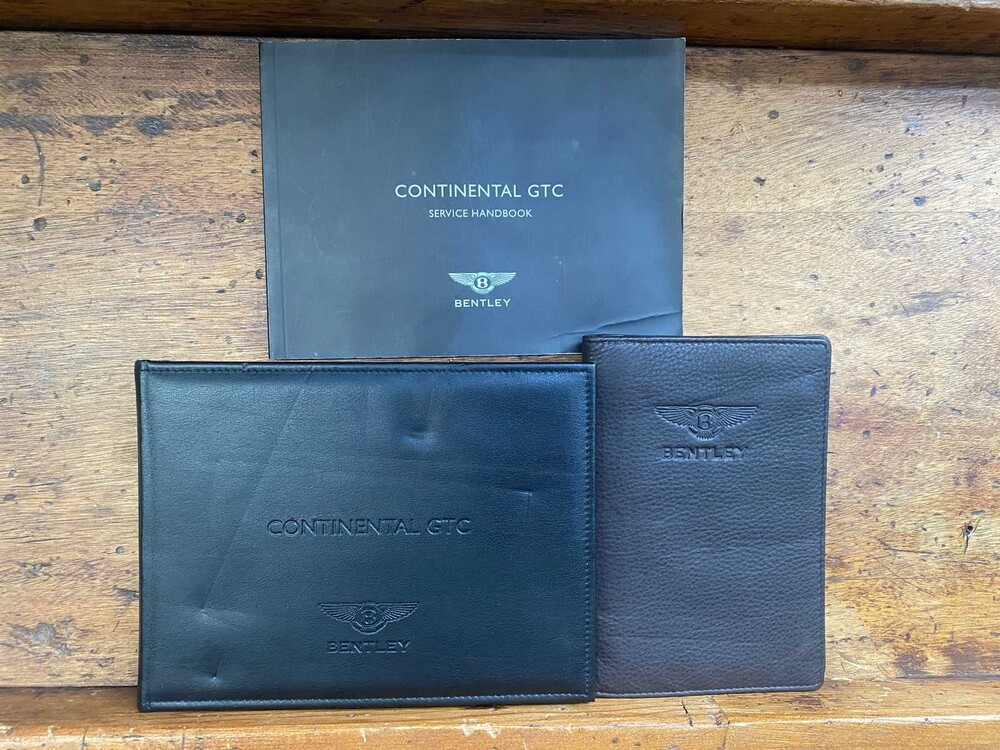 CONTINENTAL GTC
SERVICE HANDBOOK
B
BENTLEY
CONTINENTAL GTC
B
BENTLEY
B
BENTLEY